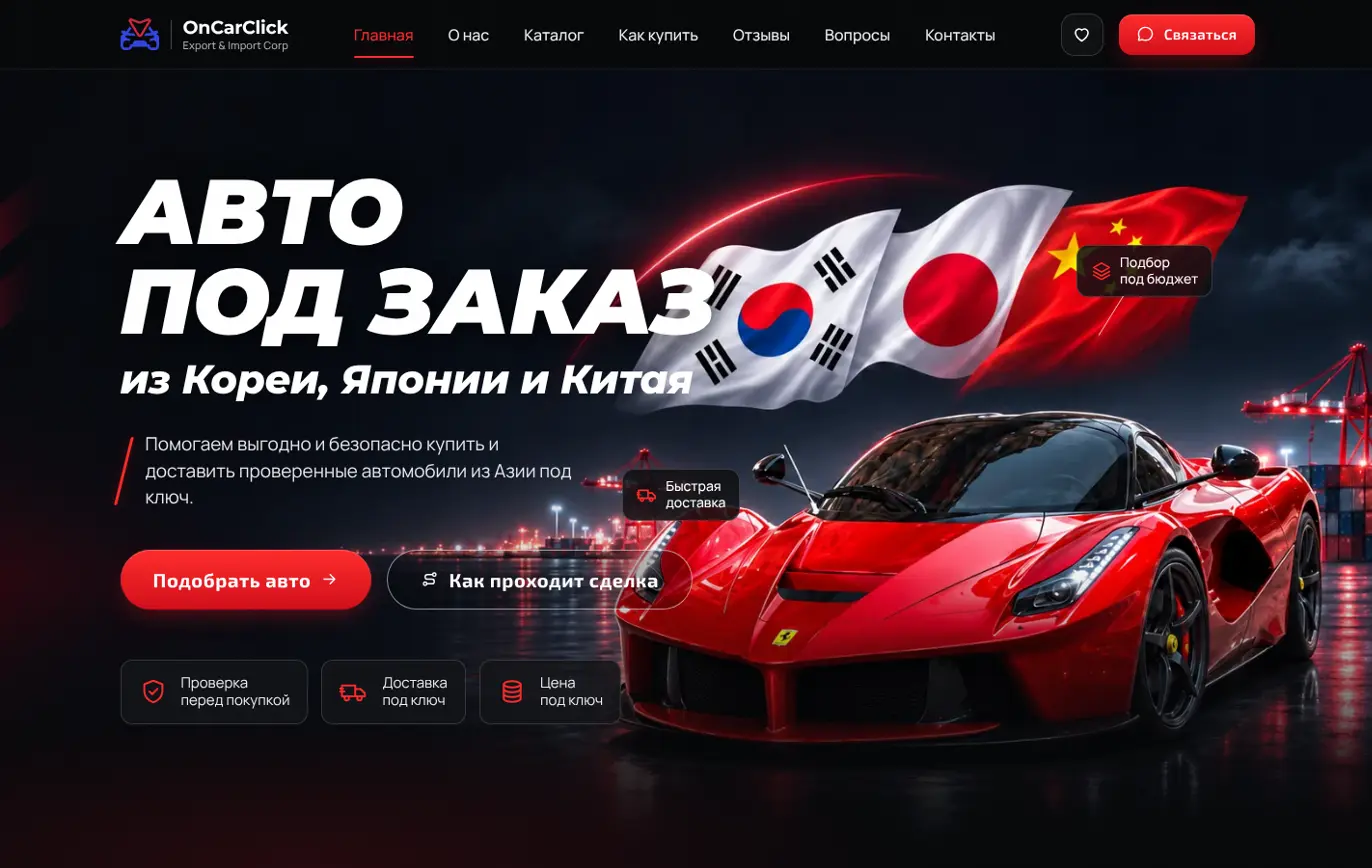 OnCarClick
Export & Import Corp
Главная
О нас
Каталог
Как купить
Отзывы
Вопросы
Контакты
Связаться
АВТО
ПОД ЗАКАЗ
из Кореи, Японии и Китая
Помогаем выгодно и безопасно купить и
доставить проверенные автомобили из Азии под
ключ.
Подобрать авто
Как проходит сделка
Проверка
перед покупкой
Доставка
под ключ
Цена
под ключ
Подбор
под бюджет
Быстрая
доставка